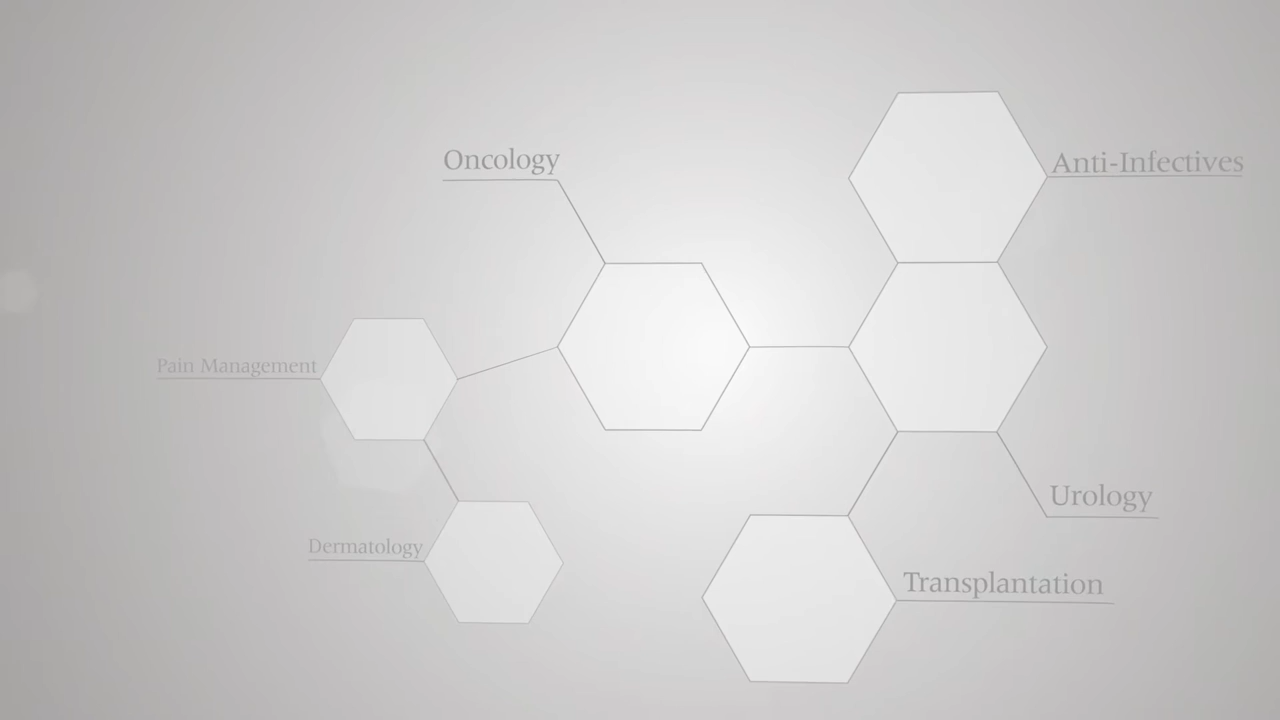 Oncology
Anti-Infectives
Pain Management
Urology
Dermatology
Transplantation